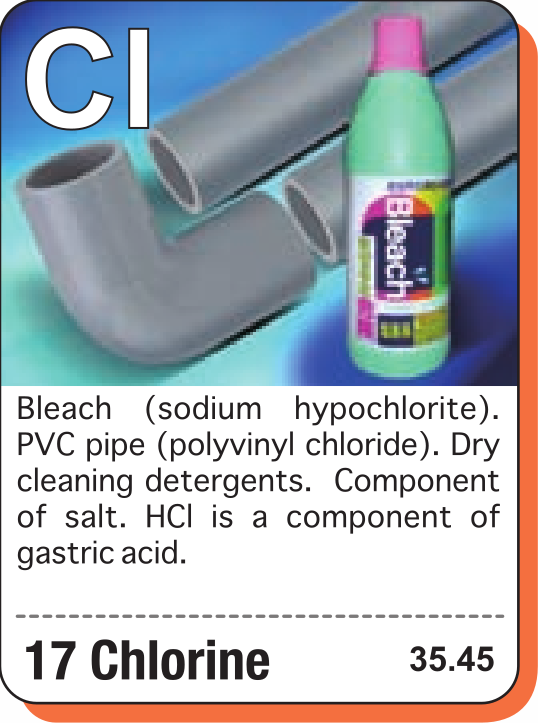 Cl
Bleach
Bleach (sodium hypochlorite).
PVC pipe (polyvinyl chloride). Dry
cleaning detergents. Component
of salt. HCl is a component of
gastric acid.
17 Chlorine
35.45